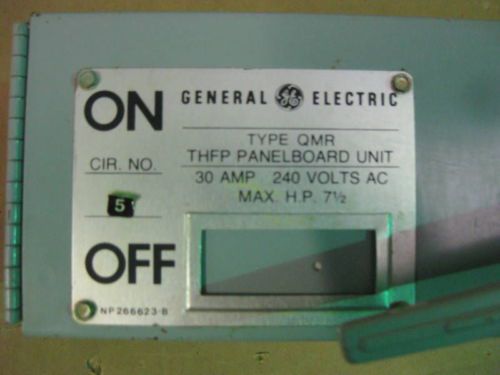 ON
GENERAL GE ELECTRIC
TYPE QMR
CIR. NO.
THFP PANELBOARD UNIT
30 AMP 240 VOLTS AC
MAX. H.P. 7½
5
OFF
NP266623-B